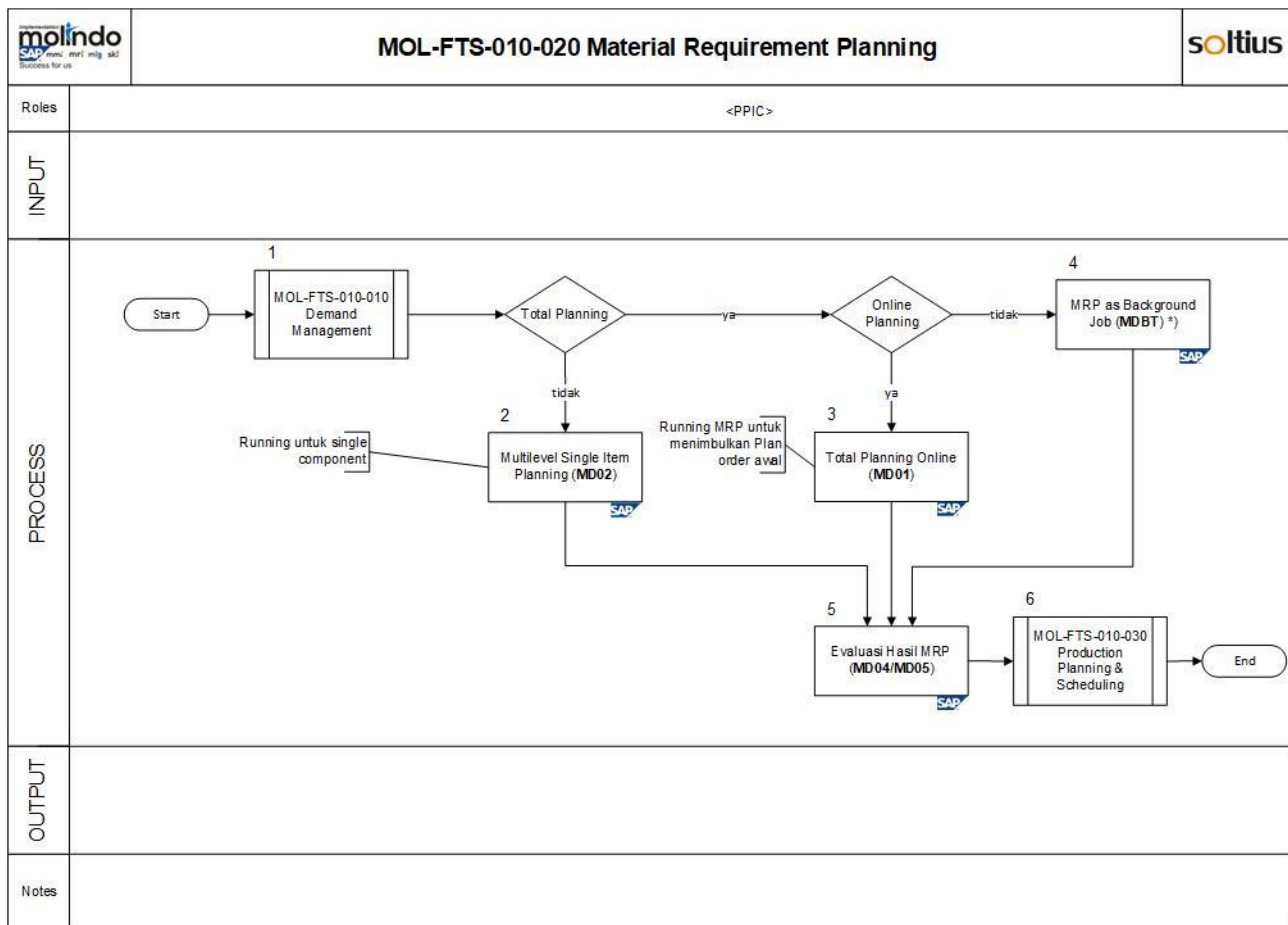 implementation
molindo
SAP mmi mri mlg ski
Success for us
MOL-FTS-010-020 Material Requirement Planning
soltius
Roles
<PPIC>
INPUT
PROCESS
Start
1
MOL-FTS-010-010
Demand
Management
Total Planning
ya
Online
Planning
tidak
4
MRP as Background
Job (MDBT) *)
SAP
tidak
ya
Running untuk single
component
2
Multilevel Single Item
Planning (MD02)
SAP
Running MRP untuk
menimbulkan Plan
order awal
3
Total Planning Online
(MD01)
SAP
5
Evaluasi Hasil MRP
(MD04/MD05)
SAP
6
MOL-FTS-010-030
Production
Planning &
Scheduling
End
OUTPUT
Notes